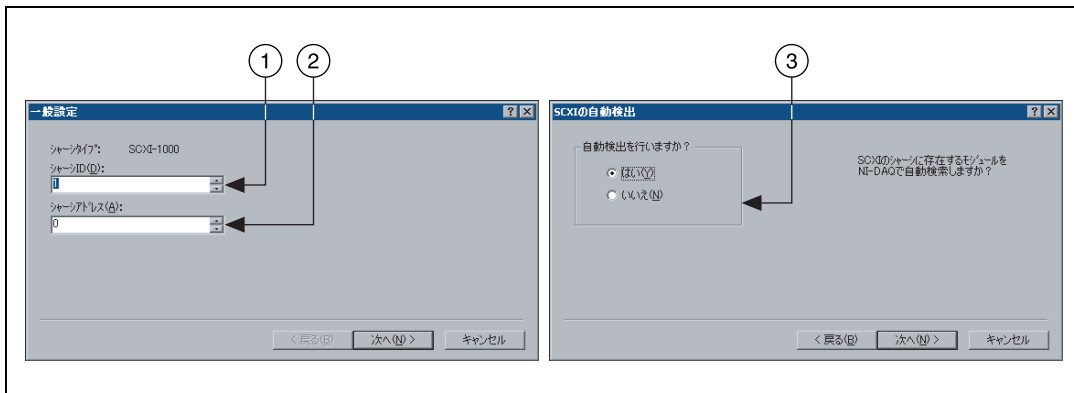 1
2
3
一般設定
シャーシタイプ: SCXI-1000
シャーシID(D):
1
シャーシアドレス(A):
0
< 戻る(B)
次へ(N) >
キャンセル
SCXIの自動検出
自動検出を行いますか?
はい(Y)
いいえ(N)
SCXIのシャーシに存在するモジュールを
NI-DAQで自動検索しますか?
< 戻る(B)
次へ(N) >
キャンセル